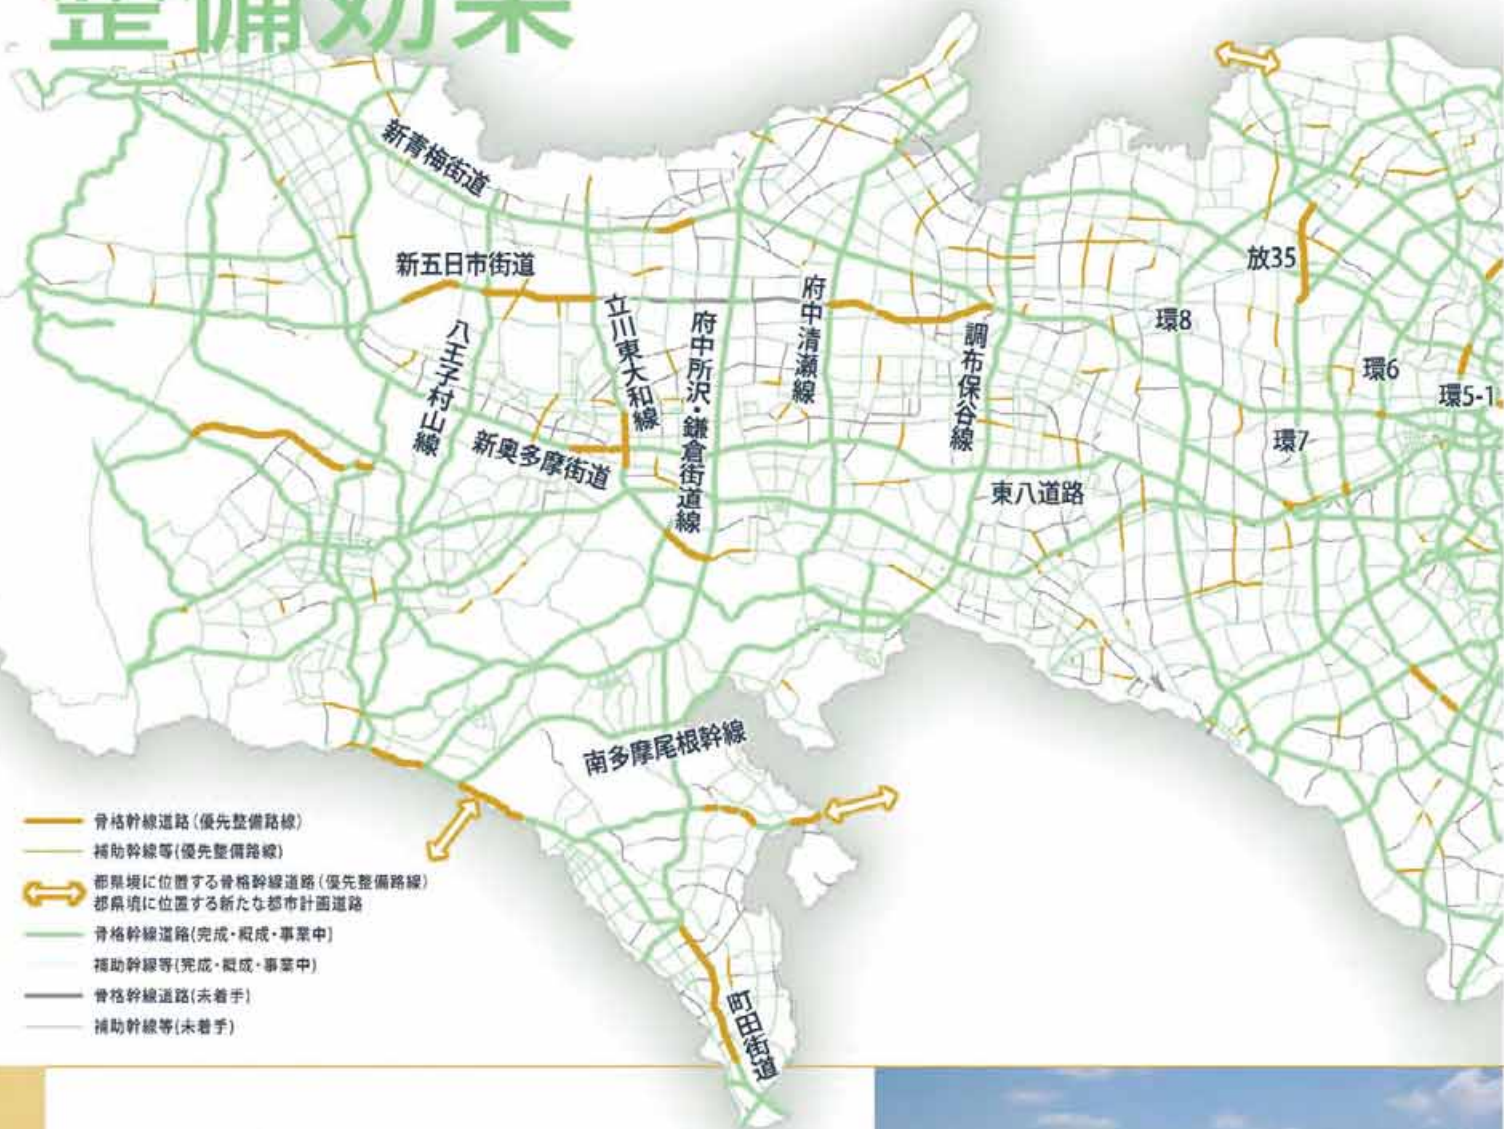 整備効果
新青梅街道
新五日市街道
八王子村山線
立川東大和線
府中所沢・鎌倉街道線
府中清瀬線
調布保谷線
新奥多摩街道
東八道路
放35
環8
環6
環5-1
環7
南多摩尾根幹線
町田街道
骨格幹線道路(優先整備路線)
補助幹線等(優先整備路線)
都県境に位置する骨格幹線道路(優先整備路線)
都県境に位置する新たな都市計画道路
骨格幹線道路(完成・概成・事業中)
補助幹線等(完成・概成・事業中)
骨格幹線道路(未着手)
補助幹線等(未着手)